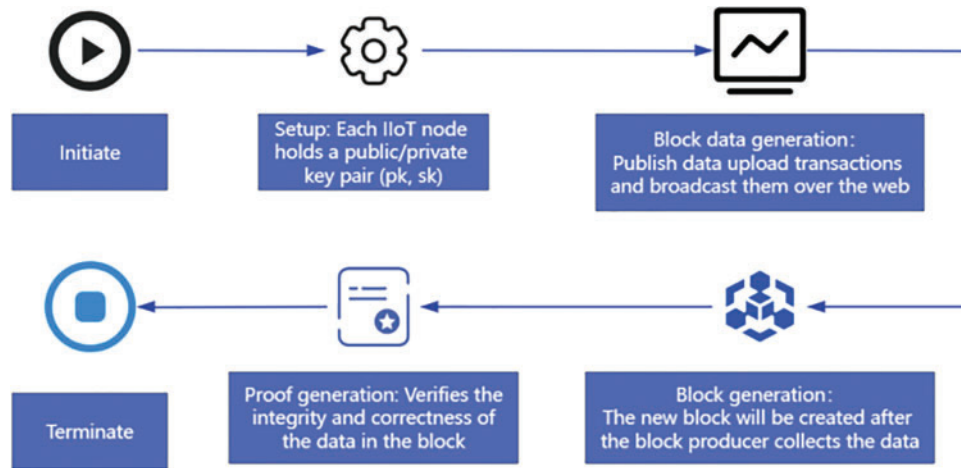 Initiate
Setup: Each IIoT node
holds a public/private
key pair (pk, sk)
Block data generation:
Publish data upload transactions
and broadcast them over the web
Terminate
Proof generation: Verifies the
integrity and correctness of
the data in the block
Block generation:
The new block will be created after
the block producer collects the data